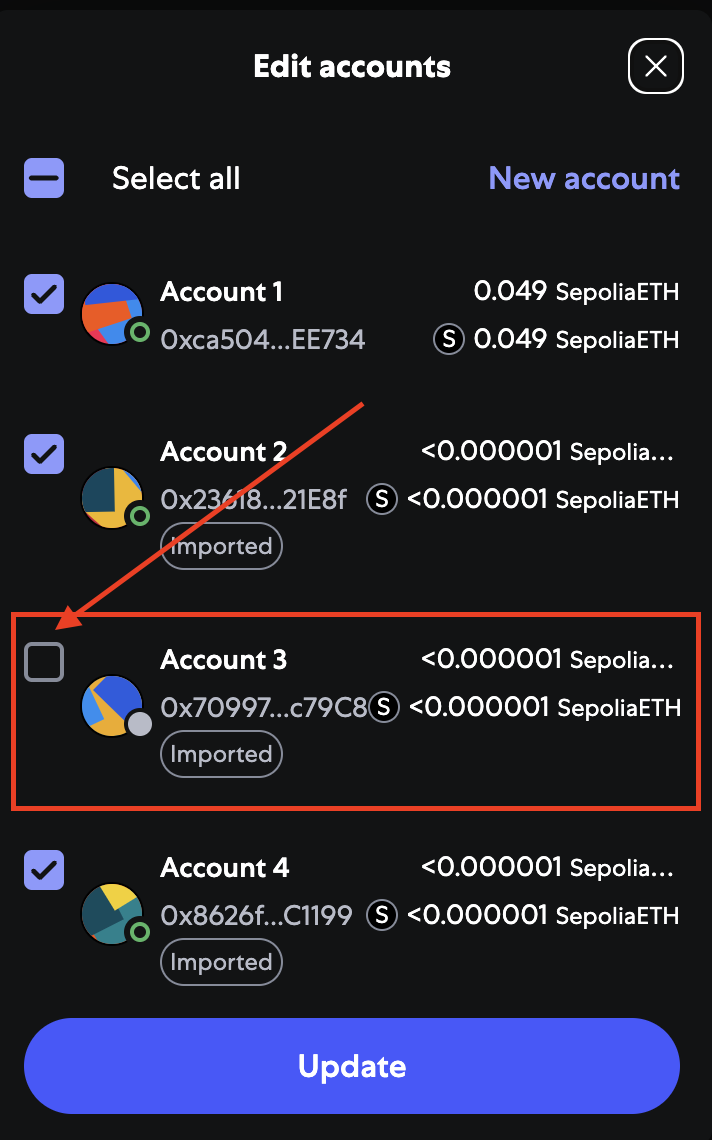 Edit accounts
Select all New account
Account 1 0.049 SepoliaETH
0xca504...EE734 S 0.049 SepoliaETH
Account 2 <0.000001 Sepolia...
0x23618...21E8f S <0.000001 SepoliaETH
Imported
Account 3 <0.000001 Sepolia...
0x70997...c79C8 S <0.000001 SepoliaETH
Imported
Account 4 <0.000001 Sepolia...
0x8626f...C1199 S <0.000001 SepoliaETH
Imported
Update